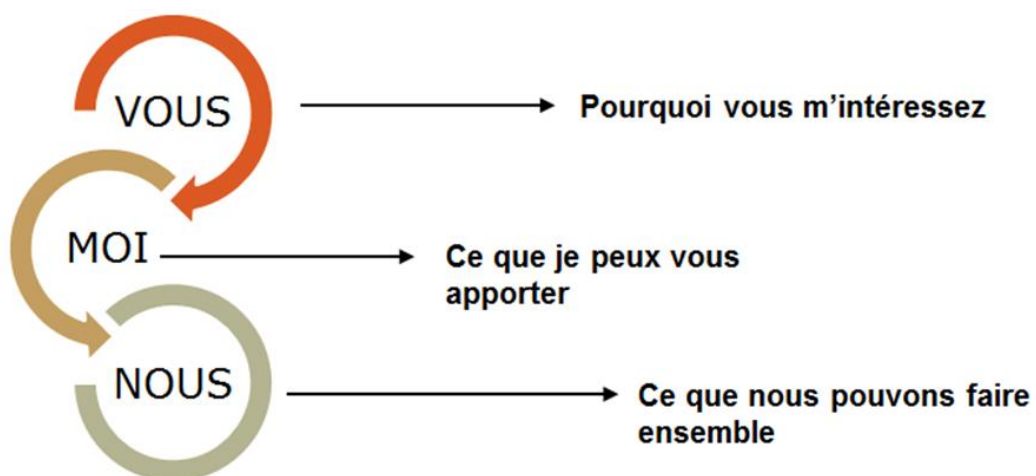 VOUS
Pourquoi vous m’intéressez
MOI
Ce que je peux vous
apporter
NOUS
Ce que nous pouvons faire
ensemble